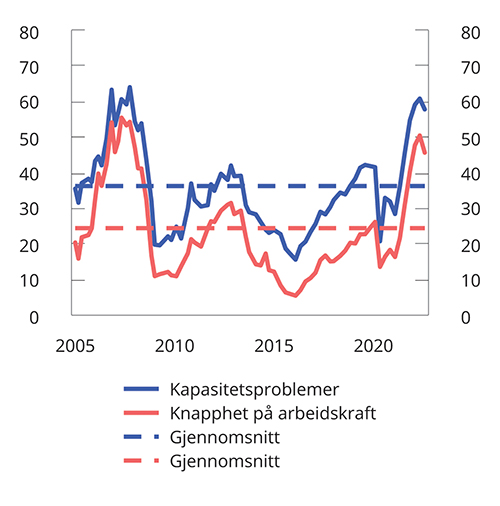 80 80
70 70
60 60
50 50
40 40
30 30
20 20
10 10
0 0
2005 2010 2015 2020
Kapasitetsproblemer
Knapphet på arbeidskraft
Gjennomsnitt
Gjennomsnitt